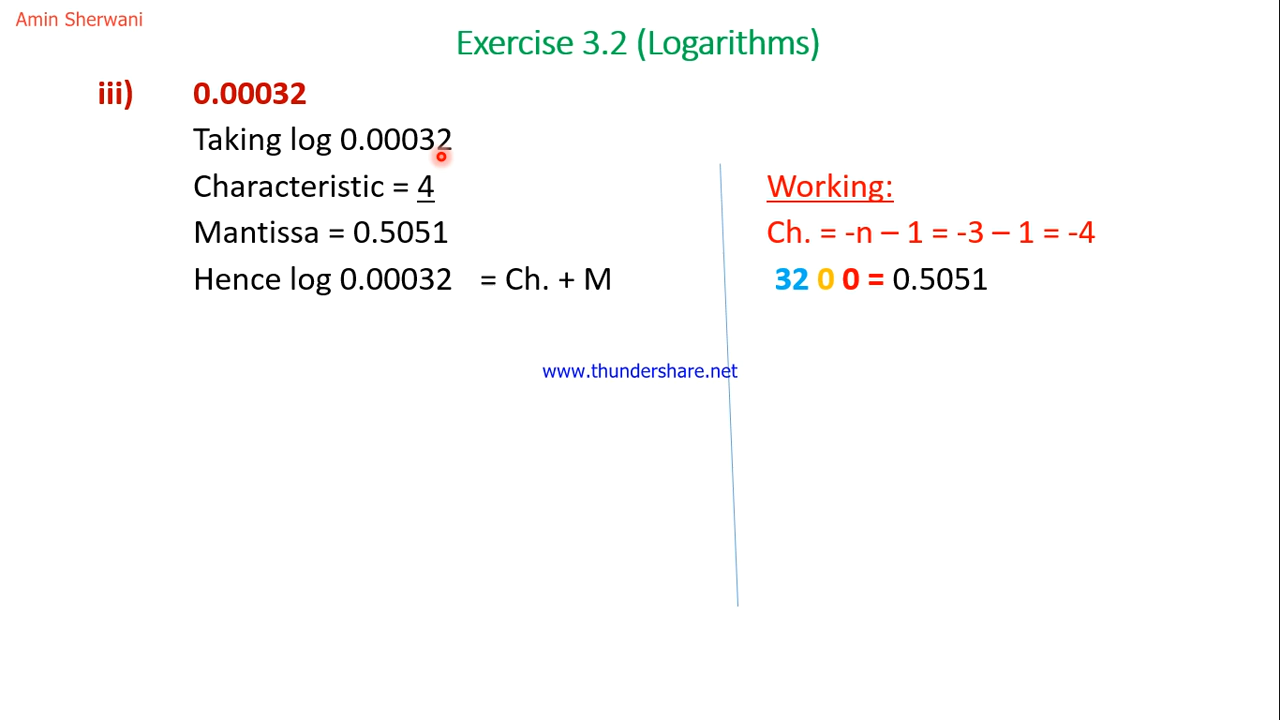 Amin Sherwani
Exercise 3.2 (Logarithms)
iii) 0.00032
Taking log 0.00032
Characteristic = 4
Mantissa = 0.5051
Hence log 0.00032 = Ch. + M
Working:
Ch. = -n – 1 = -3 – 1 = -4
32 0 0 = 0.5051
www.thundershare.net